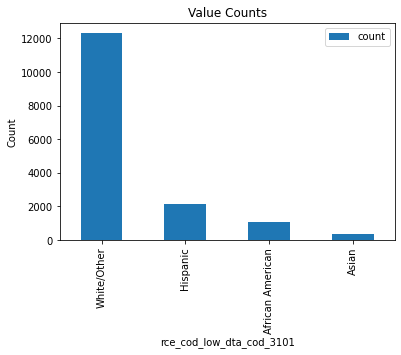 Value Counts
count
Count
12000
10000
8000
6000
4000
2000
0
White/Other
Hispanic
African American
Asian
rce_cod_low_dta_cod_3101